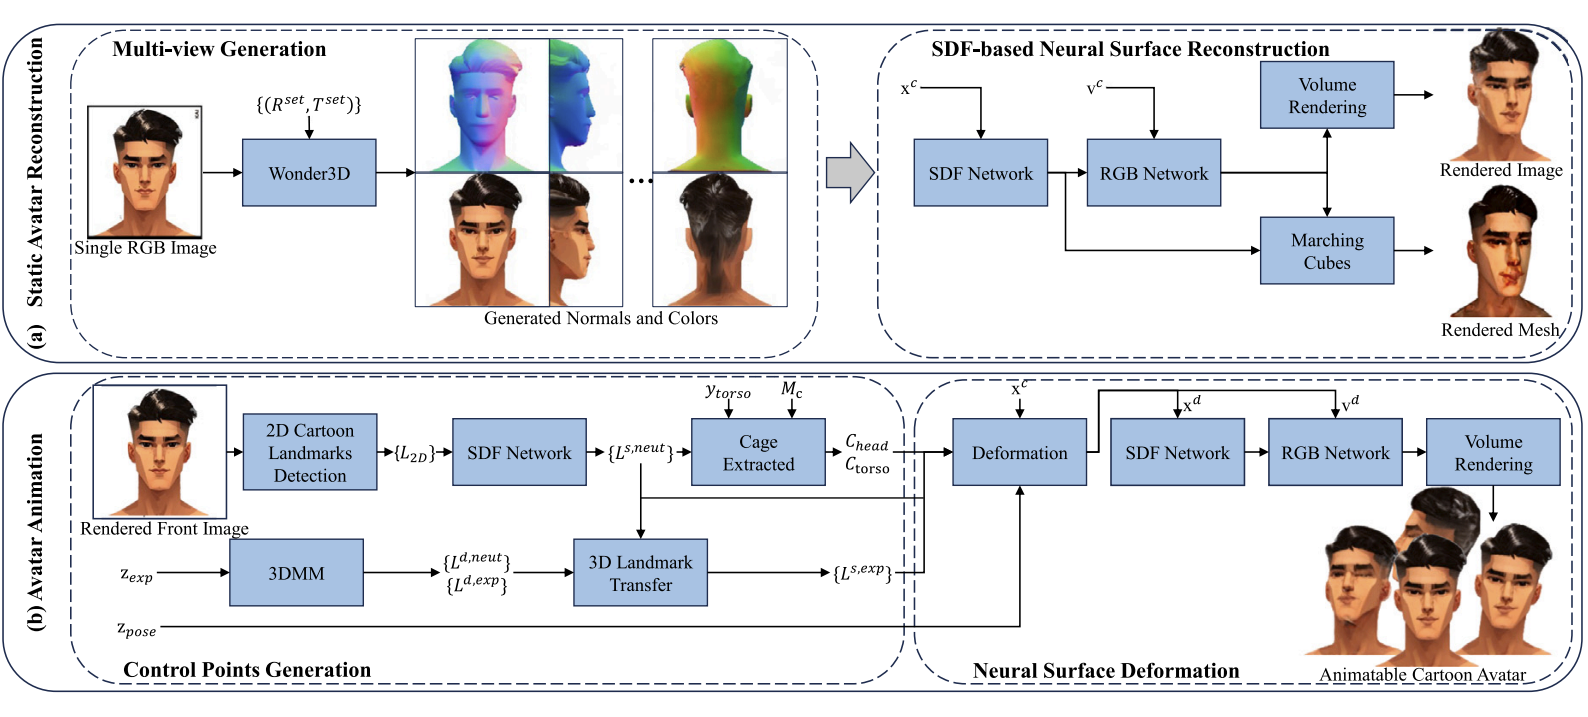 (a) Static Avatar Reconstruction
Multi-view Generation
Single RGB Image
{(R^{set}, T^{set})}
Wonder3D
...
Generated Normals and Colors
SDF-based Neural Surface Reconstruction
x^c
v^c
SDF Network
RGB Network
Volume
Rendering
Marching
Cubes
Rendered Image
Rendered Mesh
(b) Avatar Animation
Rendered Front Image
2D Cartoon
Landmarks
Detection
{L_{2D}}
SDF Network
{L^{s,neut}}
y_{torso}
M_c
Cage
Extracted
C_{head}
C_{torso}
z_{exp}
3DMM
{L^{d,neut}}
{L^{d,exp}}
3D Landmark
Transfer
{L^{s,exp}}
z_{pose}
Control Points Generation
x^c
Deformation
x^d
v^d
SDF Network
RGB Network
Volume
Rendering
Animatable Cartoon Avatar
Neural Surface Deformation